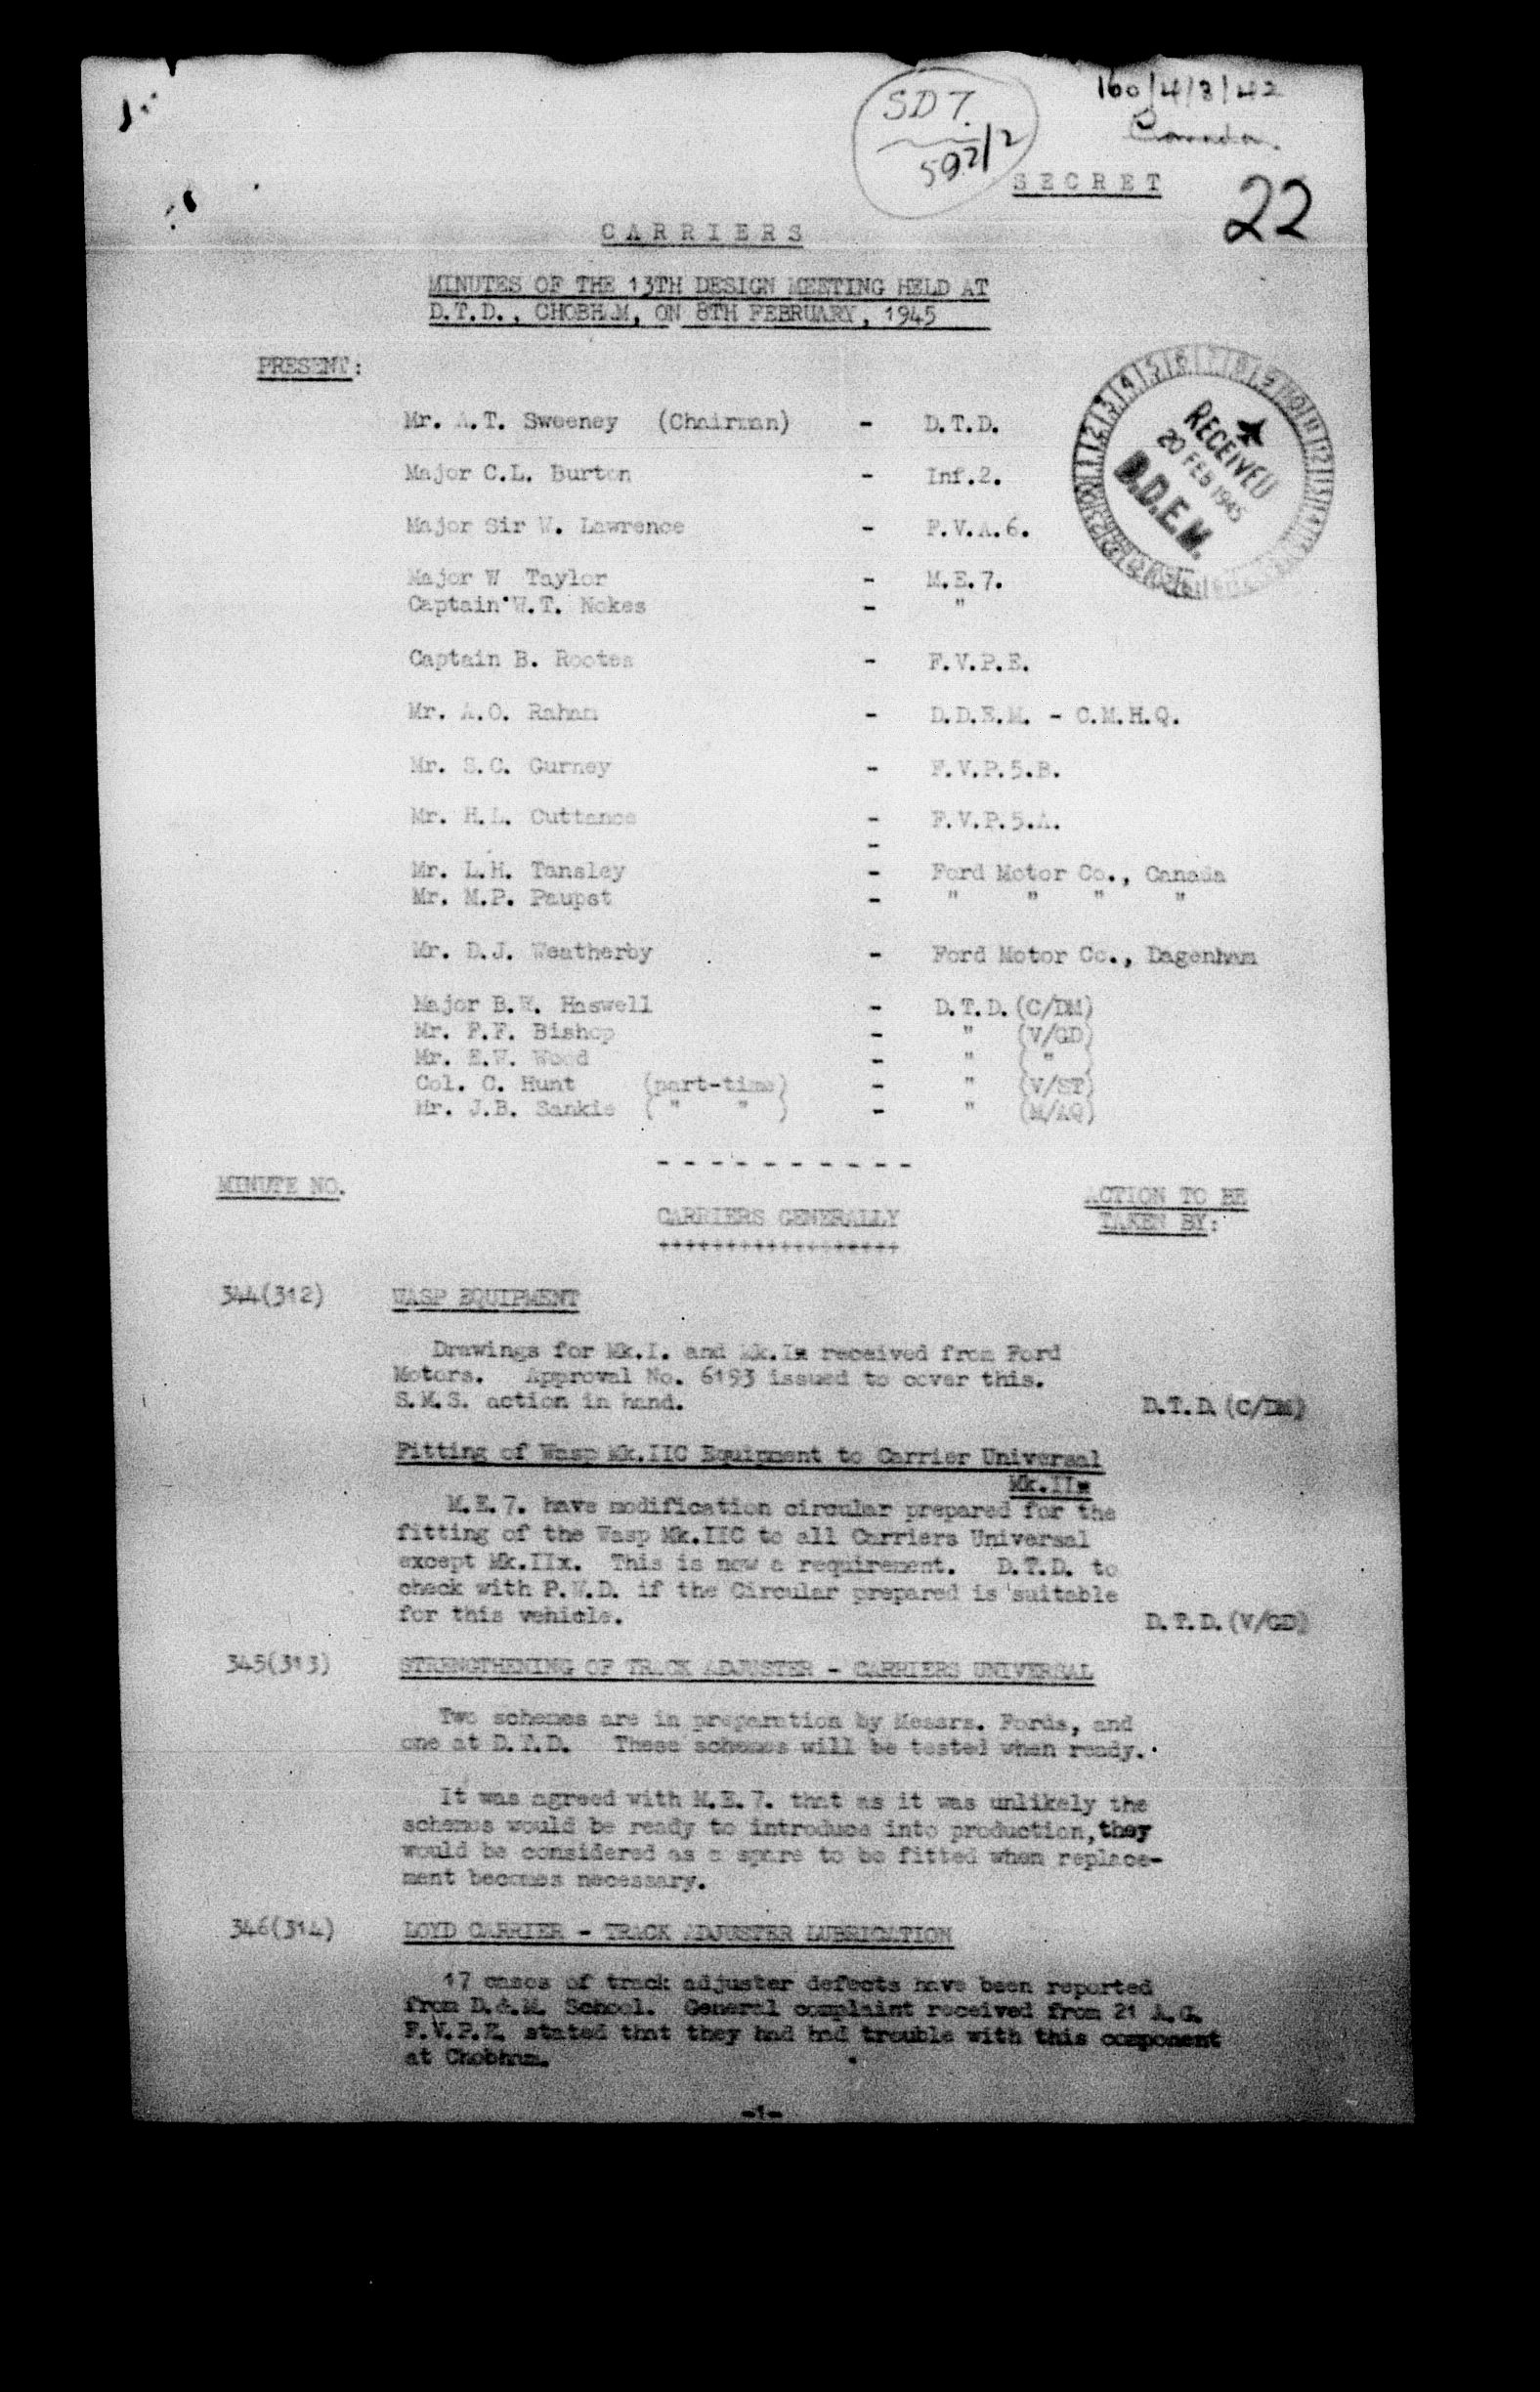 SD 7.
592/2
160/4/8/42
Canada.
SECRET
22
CARRIERS
MINUTES OF THE 13TH DESIGN MEETING HELD AT
D.T.D., CHOBHAM, ON 8TH FEBRUARY, 1945
PRESENT:
RECEIVED
20 FEB 1945
D.D.E.M.
Mr. A.T. Sweeney (Chairman) - D.T.D.
Major C.L. Burton - Inf.2.
Major Sir W. Lawrence - F.V.A.6.
Major W Taylor - M.E.7.
Captain W.T. Nokes - "
Captain B. Rootes - F.V.P.E.
Mr. A.O. Raham - D.D.E.M. - C.M.H.Q.
Mr. S.C. Gurney - F.V.P.5.B.
Mr. H.L. Cuttance - F.V.P.5.A.
-
Mr. L.H. Tansley - Ford Motor Co., Canada
Mr. M.P. Paupst - " " " "
Mr. D.J. Weatherby - Ford Motor Co., Dagenham
Major B.W. Haswell - D.T.D.(C/DM)
Mr. F.F. Bishop - " (V/GD)
Mr. E.W. Wood - " ( " )
Col. C. Hunt (part-time) - " (V/ST)
Mr. J.B. Sankie ( " " ) - " (M/AQ)
- - - - - - - - - -
MINUTE NO.
ACTION TO BE
TAKEN BY:
CARRIERS GENERALLY
++++++++++++++++++
344(312) WASP EQUIPMENT
Drawings for Mk.I. and Mk.Ix received from Ford
Motors. Approval No. 6193 issued to cover this.
S.M.S. action in hand. D.T.D.(C/DM)
Fitting of Wasp Mk.IIC Equipment to Carrier Universal
Mk.IIx
M.E.7. have modification circular prepared for the
fitting of the Wasp Mk.IIC to all Carriers Universal
except Mk.IIx. This is now a requirement. D.T.D. to
check with P.W.D. if the Circular prepared is suitable
for this vehicle. D.T.D.(V/GD)
345(313) STRENGTHENING OF TRACK ADJUSTER - CARRIERS UNIVERSAL
Two schemes are in preparation by Messrs. Fords, and
one at D.T.D. These schemes will be tested when ready.
It was agreed with M.E.7. that as it was unlikely the
schemes would be ready to introduce into production, they
would be considered as a spare to be fitted when replace-
ment becomes necessary.
346(314) LOYD CARRIER - TRACK ADJUSTER LUBRICATION
17 cases of track adjuster defects have been reported
from D.&.M. School. General complaint received from 21 A.G.
F.V.P.E. stated that they had had trouble with this component
at Chobham.
-1-